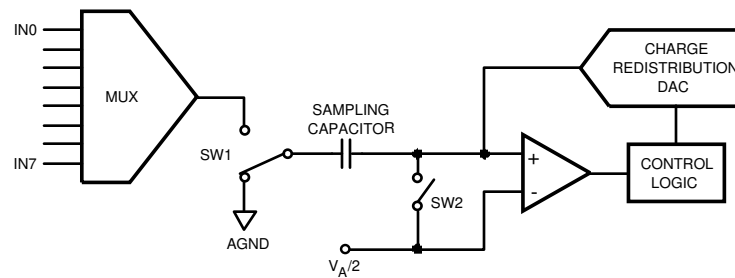 IN0
MUX
IN7
SW1
AGND
SAMPLING
CAPACITOR
SW2
V_A/2
+
-
CHARGE
REDISTRIBUTION
DAC
CONTROL
LOGIC